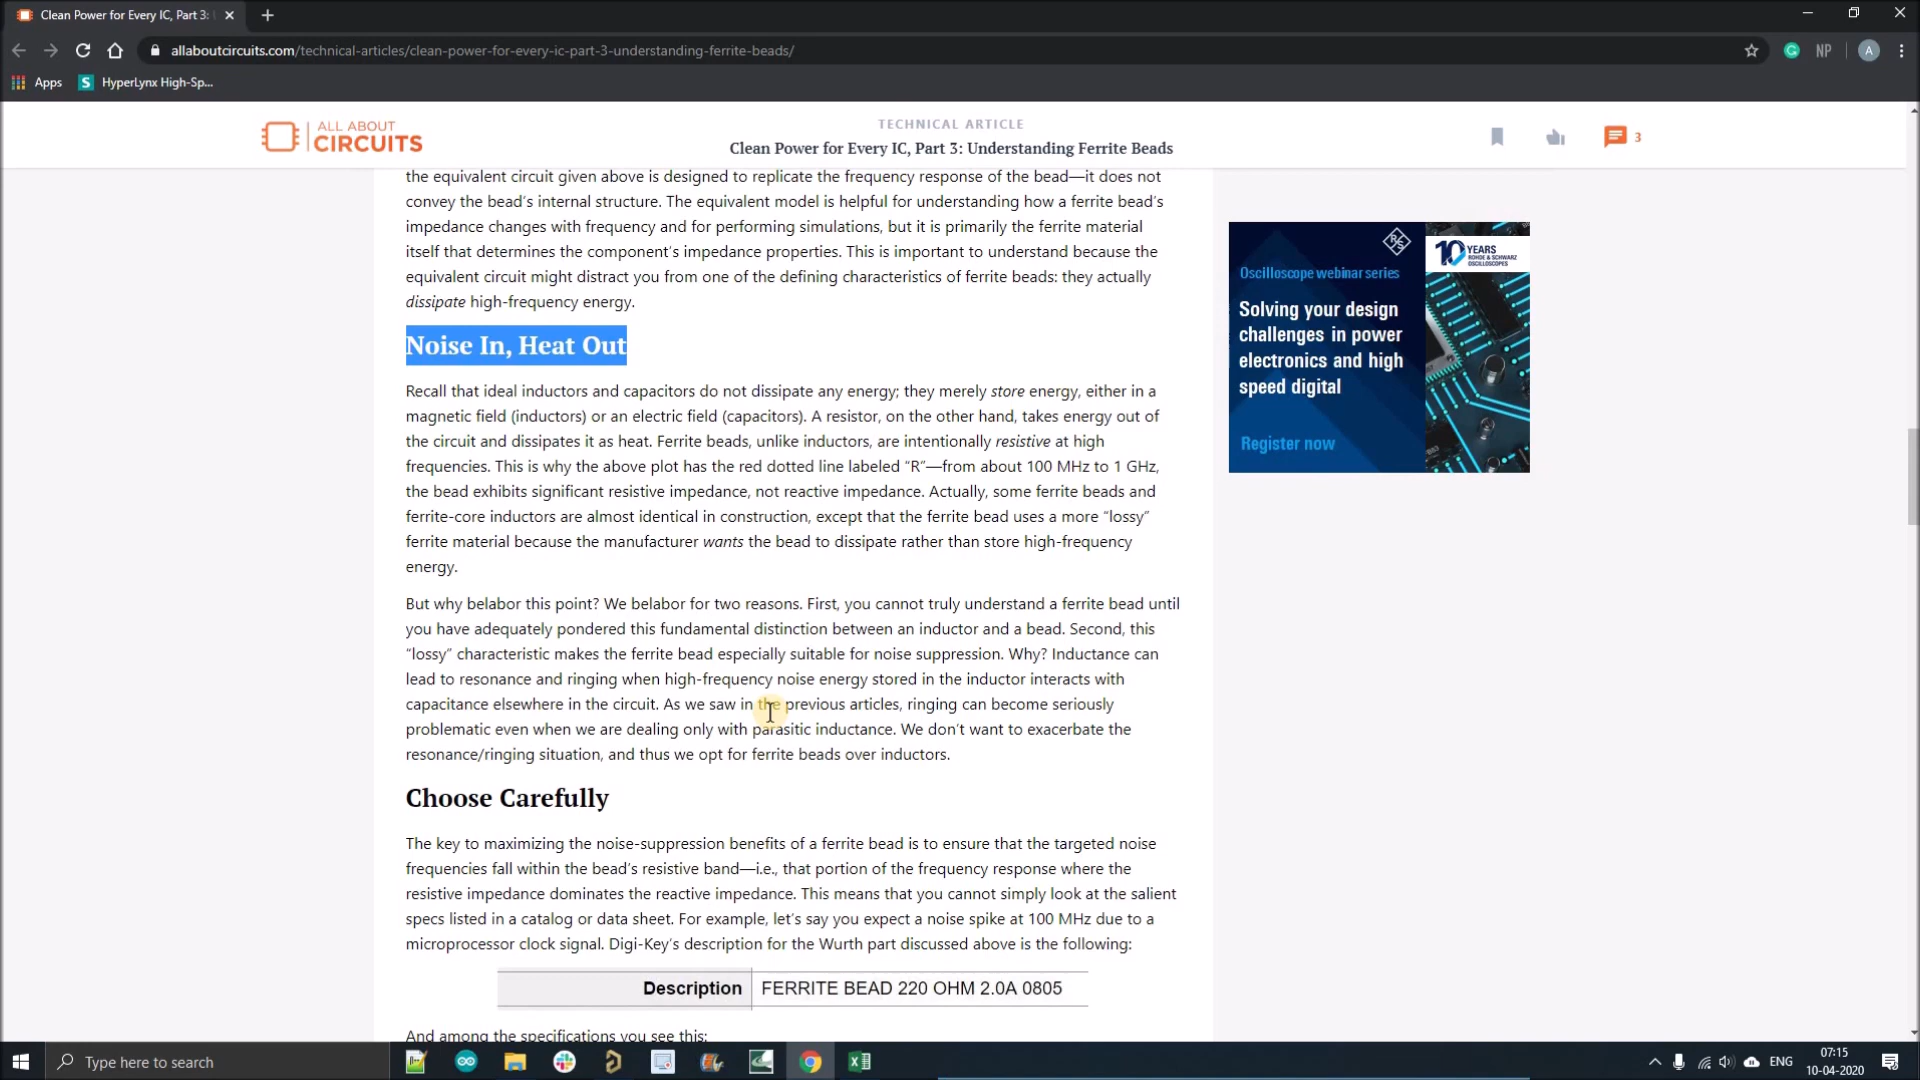 Clean Power for Every IC, Part 3:
allaboutcircuits.com/technical-articles/clean-power-for-every-ic-part-3-understanding-ferrite-beads/
NP
A
Apps
S
HyperLynx High-Sp...
ALL ABOUT
CIRCUITS
TECHNICAL ARTICLE
Clean Power for Every IC, Part 3: Understanding Ferrite Beads
3
the equivalent circuit given above is designed to replicate the frequency response of the bead—it does not
convey the bead's internal structure. The equivalent model is helpful for understanding how a ferrite bead's
impedance changes with frequency and for performing simulations, but it is primarily the ferrite material
itself that determines the component's impedance properties. This is important to understand because the
equivalent circuit might distract you from one of the defining characteristics of ferrite beads: they actually
dissipate high-frequency energy.
Noise In, Heat Out
Recall that ideal inductors and capacitors do not dissipate any energy; they merely store energy, either in a
magnetic field (inductors) or an electric field (capacitors). A resistor, on the other hand, takes energy out of
the circuit and dissipates it as heat. Ferrite beads, unlike inductors, are intentionally resistive at high
frequencies. This is why the above plot has the red dotted line labeled “R”—from about 100 MHz to 1 GHz,
the bead exhibits significant resistive impedance, not reactive impedance. Actually, some ferrite beads and
ferrite-core inductors are almost identical in construction, except that the ferrite bead uses a more “lossy”
ferrite material because the manufacturer wants the bead to dissipate rather than store high-frequency
energy.
But why belabor this point? We belabor for two reasons. First, you cannot truly understand a ferrite bead until
you have adequately pondered this fundamental distinction between an inductor and a bead. Second, this
“lossy” characteristic makes the ferrite bead especially suitable for noise suppression. Why? Inductance can
lead to resonance and ringing when high-frequency noise energy stored in the inductor interacts with
capacitance elsewhere in the circuit. As we saw in the previous articles, ringing can become seriously
problematic even when we are dealing only with parasitic inductance. We don't want to exacerbate the
resonance/ringing situation, and thus we opt for ferrite beads over inductors.
Choose Carefully
The key to maximizing the noise-suppression benefits of a ferrite bead is to ensure that the targeted noise
frequencies fall within the bead's resistive band—i.e., that portion of the frequency response where the
resistive impedance dominates the reactive impedance. This means that you cannot simply look at the salient
specs listed in a catalog or data sheet. For example, let's say you expect a noise spike at 100 MHz due to a
microprocessor clock signal. Digi-Key's description for the Wurth part discussed above is the following:
Description FERRITE BEAD 220 OHM 2.0A 0805
And among the specifications you see this:
R&S
10 YEARS
ROHDE & SCHWARZ
OSCILLOSCOPES
Oscilloscope webinar series
Solving your design
challenges in power
electronics and high
speed digital
Register now
Type here to search
ENG
07:15
10-04-2020